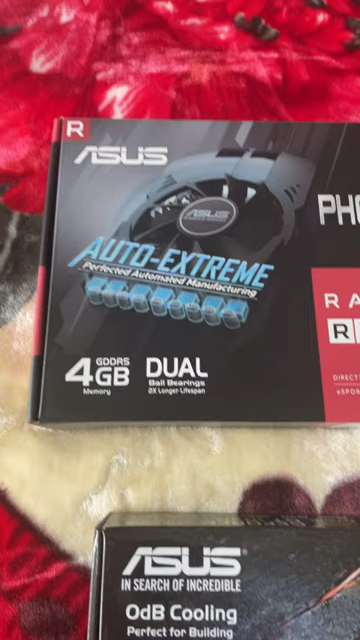 R
ASUS
ASUS
PHO
AUTO-EXTREME
Perfected Automated Manufacturing
4GB GDDR5
Memory
DUAL
Ball Bearings
2X Longer Lifespan
RA
R
DIRECT
eSPOR
ASUS
IN SEARCH OF INCREDIBLE
0dB Cooling
Perfect for Building